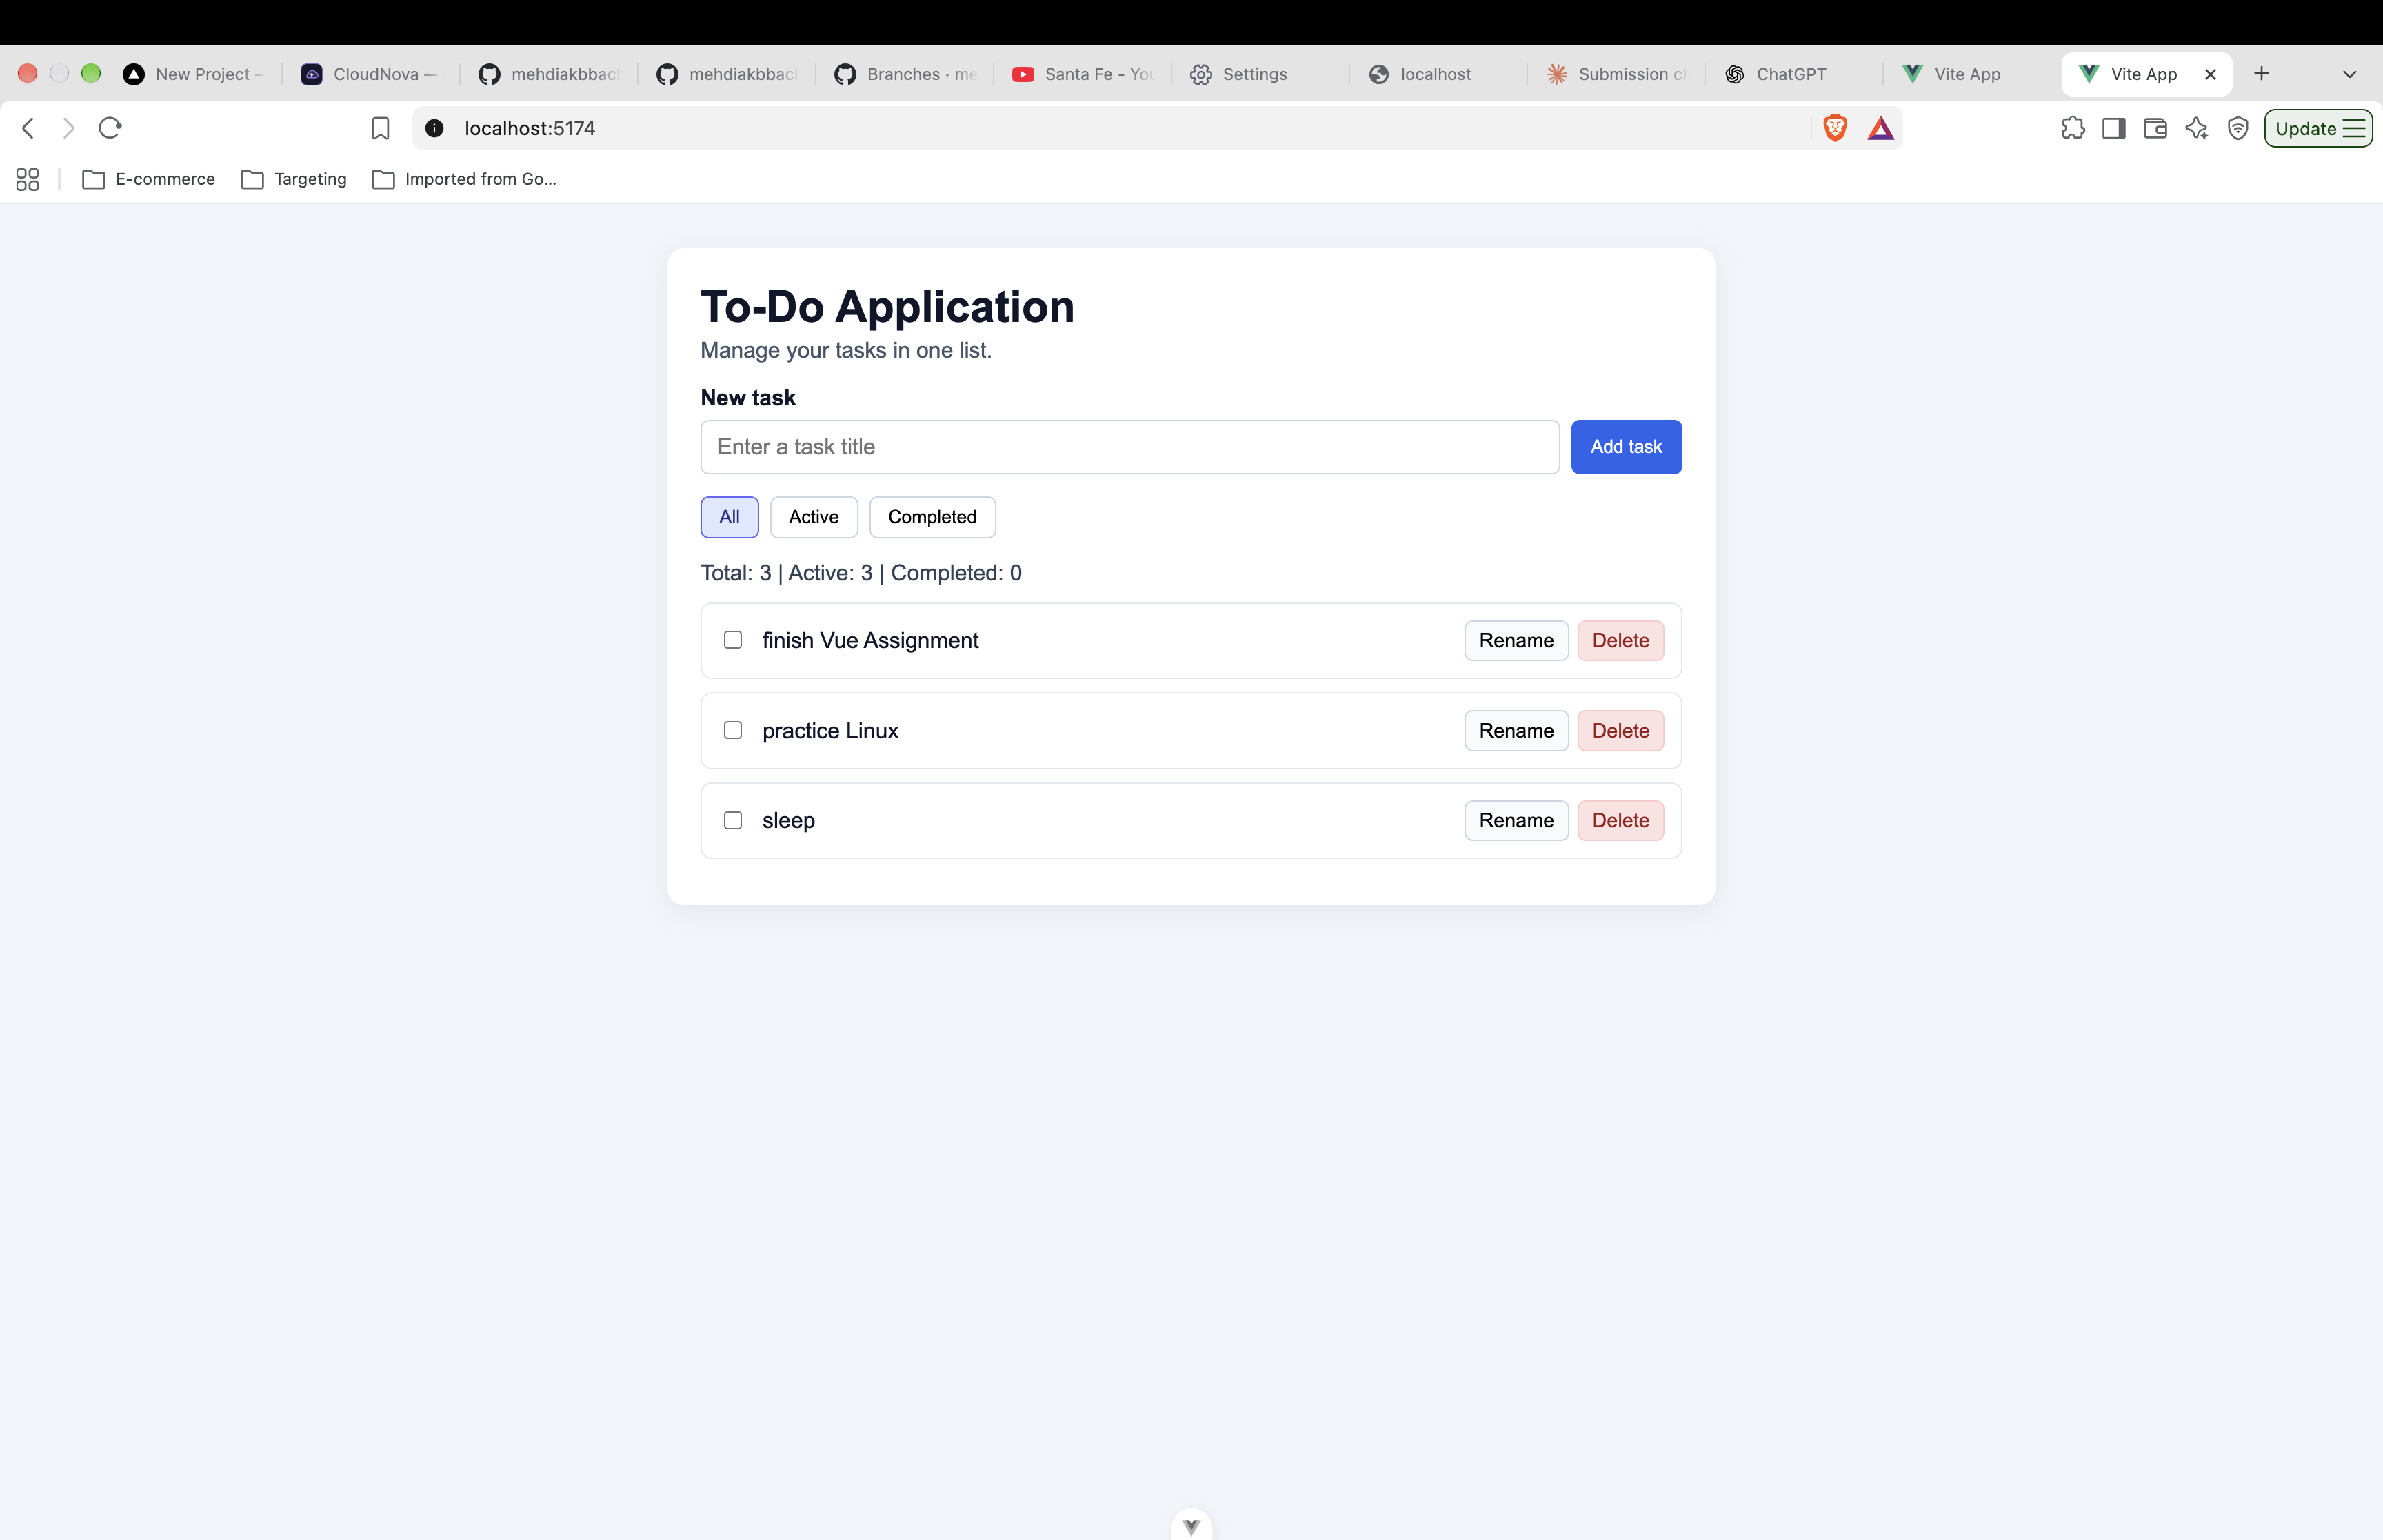 New Project –
CloudNova —
mehdiakbbach
mehdiakbbach
Branches · me
Santa Fe - You
Settings
localhost
Submission ch
ChatGPT
Vite App
Vite App
localhost:5174
Update
E-commerce
Targeting
Imported from Go...
To-Do Application
Manage your tasks in one list.
New task
Enter a task title
Add task
All
Active
Completed
Total: 3 | Active: 3 | Completed: 0
finish Vue Assignment
Rename
Delete
practice Linux
Rename
Delete
sleep
Rename
Delete